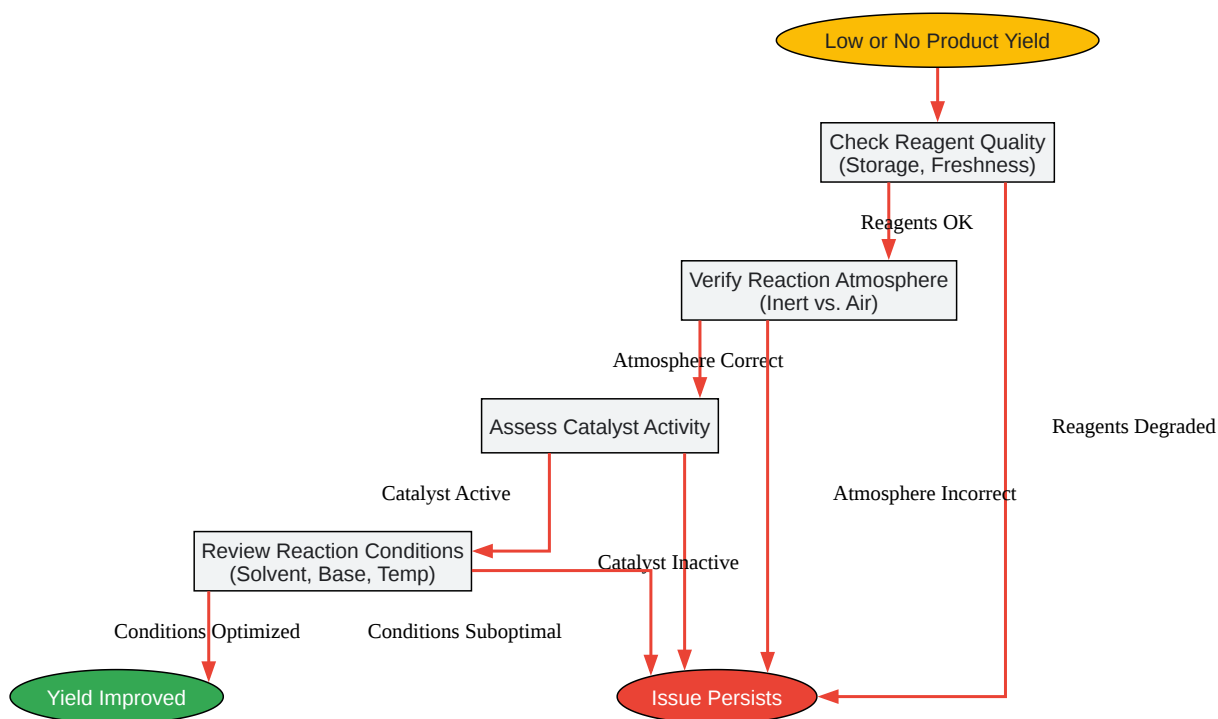 Low or No Product Yield
Check Reagent Quality
(Storage, Freshness)
Reagents OK
Verify Reaction Atmosphere
(Inert vs. Air)
Atmosphere Correct
Assess Catalyst Activity
Reagents Degraded
Catalyst Active
Atmosphere Incorrect
Review Reaction Conditions
(Solvent, Base, Temp)
Catalyst Inactive
Conditions Optimized
Conditions Suboptimal
Yield Improved
Issue Persists